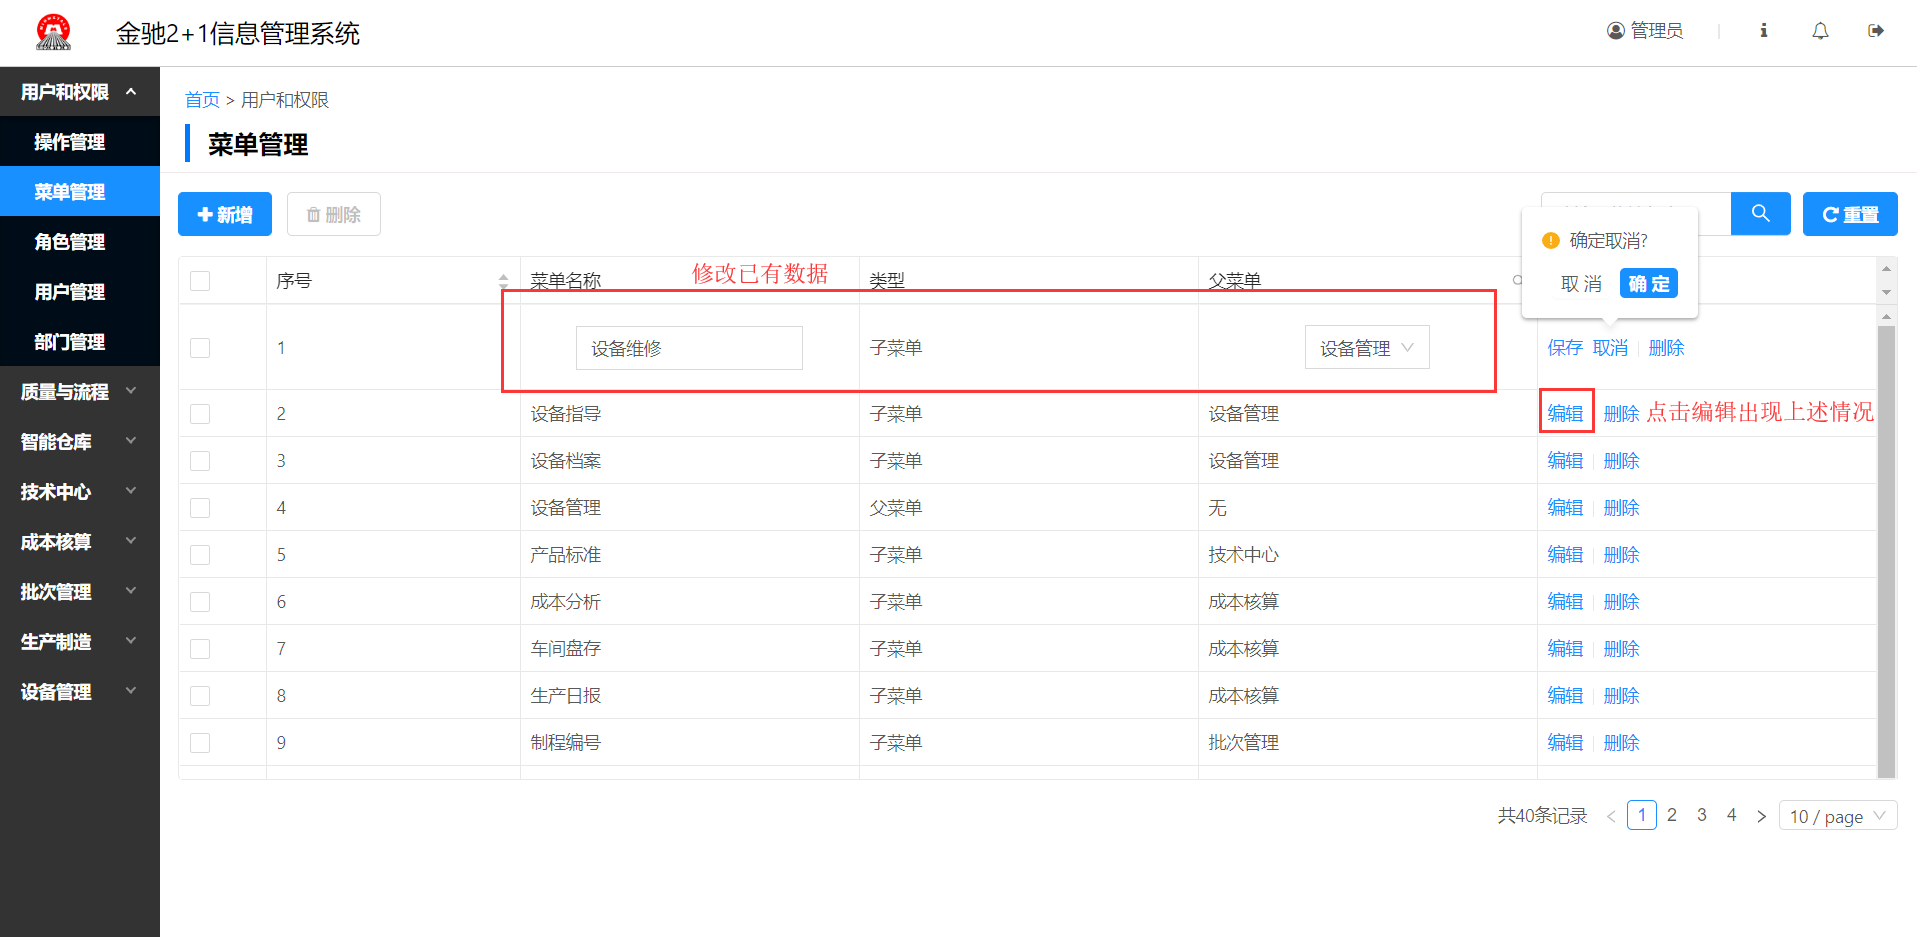 金驰2+1信息管理系统
管理员
用户和权限
操作管理
菜单管理
角色管理
用户管理
部门管理
质量与流程
智能仓库
技术中心
成本核算
批次管理
生产制造
设备管理
首页 > 用户和权限
菜单管理
新增 删除 重置
确定取消?
取 消 确 定
序号 菜单名称 修改已有数据 类型 父菜单
1 设备维修 子菜单 设备管理 保存 取消 删除
2 设备指导 子菜单 设备管理 编辑 删除 点击编辑出现上述情况
3 设备档案 子菜单 设备管理 编辑 删除
4 设备管理 父菜单 无 编辑 删除
5 产品标准 子菜单 技术中心 编辑 删除
6 成本分析 子菜单 成本核算 编辑 删除
7 车间盘存 子菜单 成本核算 编辑 删除
8 生产日报 子菜单 成本核算 编辑 删除
9 制程编号 子菜单 批次管理 编辑 删除
共40条记录 < 1 2 3 4 > 10 / page